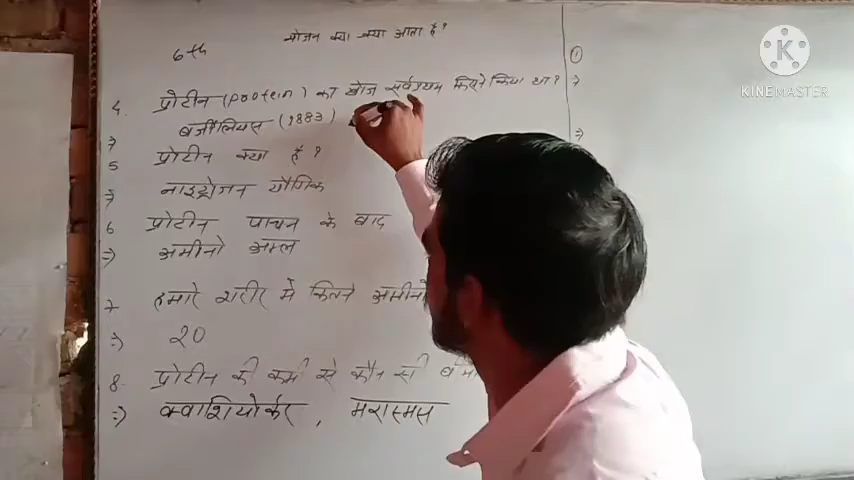 6th
भोजन क्या क्या आता है?
①
4. प्रोटीन (protein) का खोज सर्वप्रथम किसने किया था?
⇒ बर्जीलियस (1883)
⇒
⇒
5 प्रोटीन क्या है?
⇒ नाइट्रोजन यौगिक
6 प्रोटीन पाचन के बाद
⇒ अमीनो अम्ल
7 हमारे शरीर में कितने अमीनो
⇒ 20
8. प्रोटीन की कमी से कौन सी
⇒ क्वाशियोर्कर, मरास्मस
K
KINEMASTER